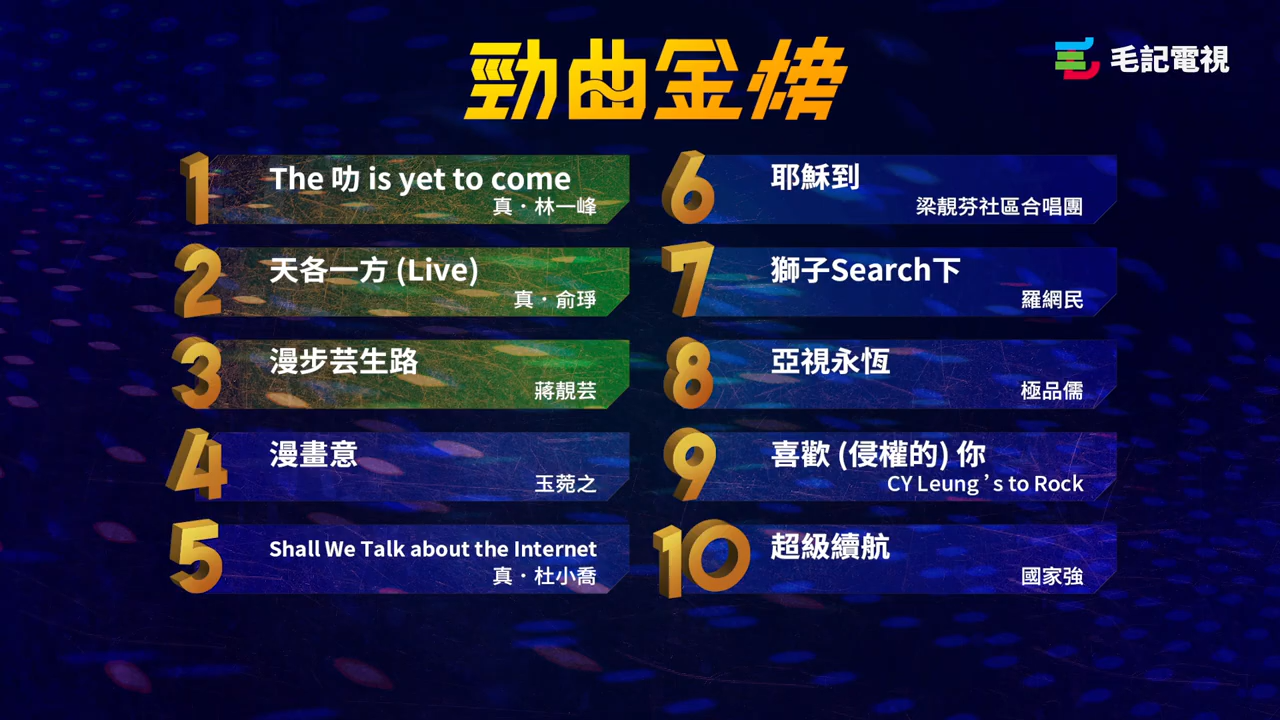 勁曲金榜
毛記電視
1
The 叻 is yet to come
真・林一峰
2
天各一方 (Live)
真・俞琤
3
漫步芸生路
蔣靚芸
4
漫畫意
玉菀之
5
Shall We Talk about the Internet
真・杜小喬
6
耶穌到
梁靚芬社區合唱團
7
獅子Search下
羅網民
8
亞視永恆
極品儒
9
喜歡 (侵權的) 你
CY Leung ’s to Rock
10
超級續航
國家強